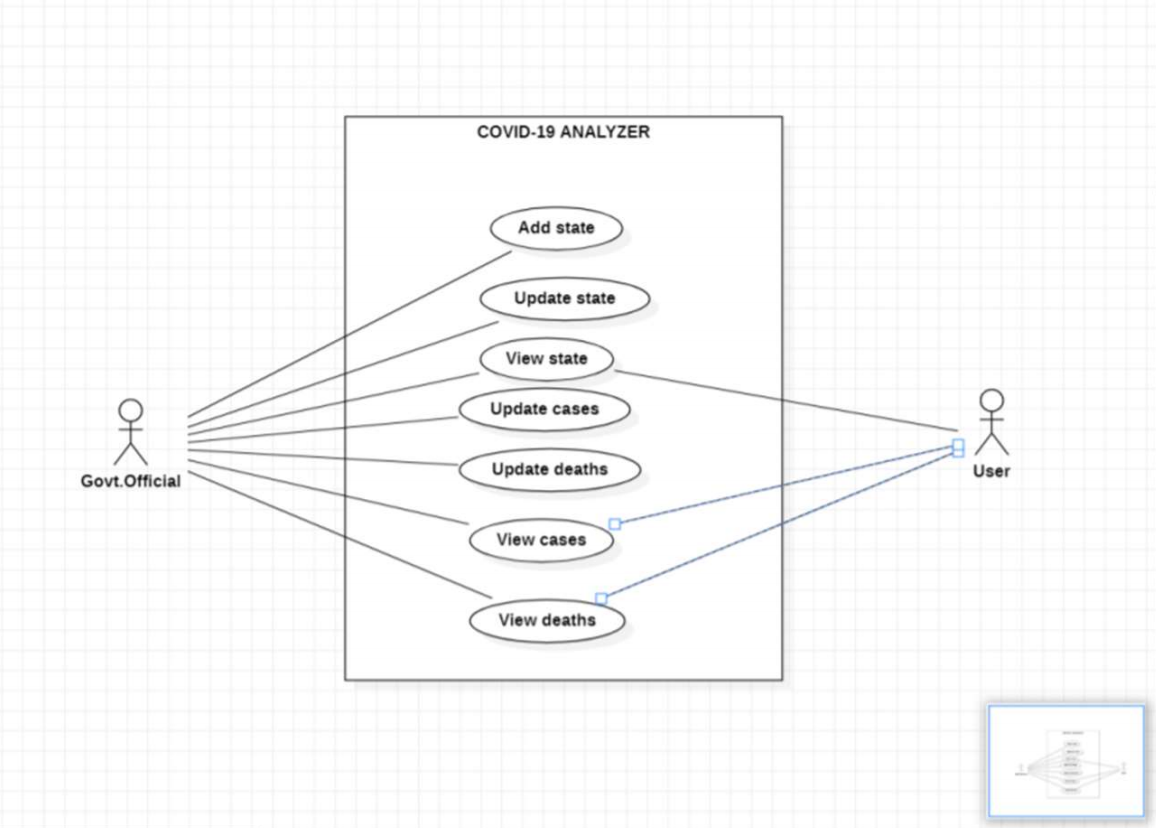 COVID-19 ANALYZER
Add state
Update state
View state
Update cases
Update deaths
View cases
View deaths
Govt.Official
User